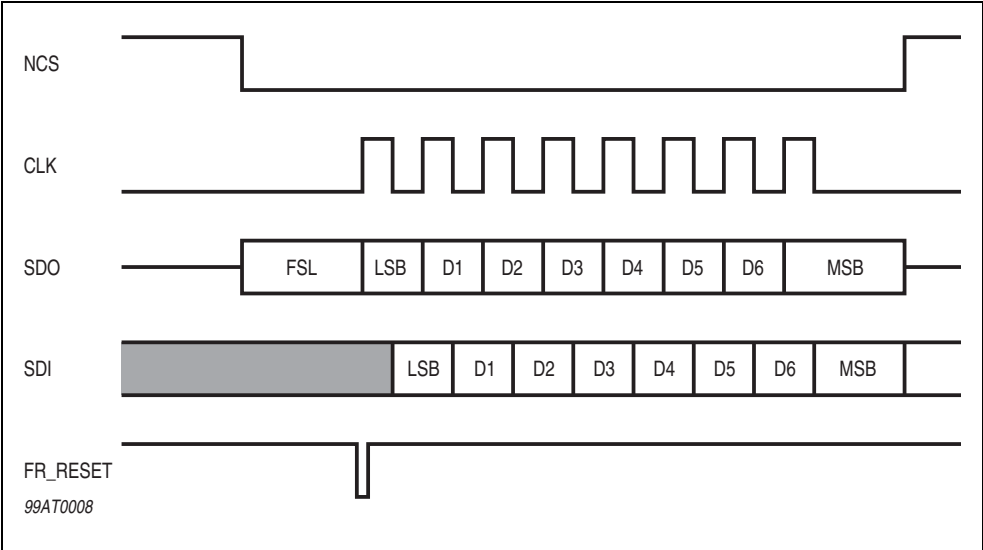 NCS
CLK
SDO FSL LSB D1 D2 D3 D4 D5 D6 MSB
SDI LSB D1 D2 D3 D4 D5 D6 MSB
FR_RESET
99AT0008